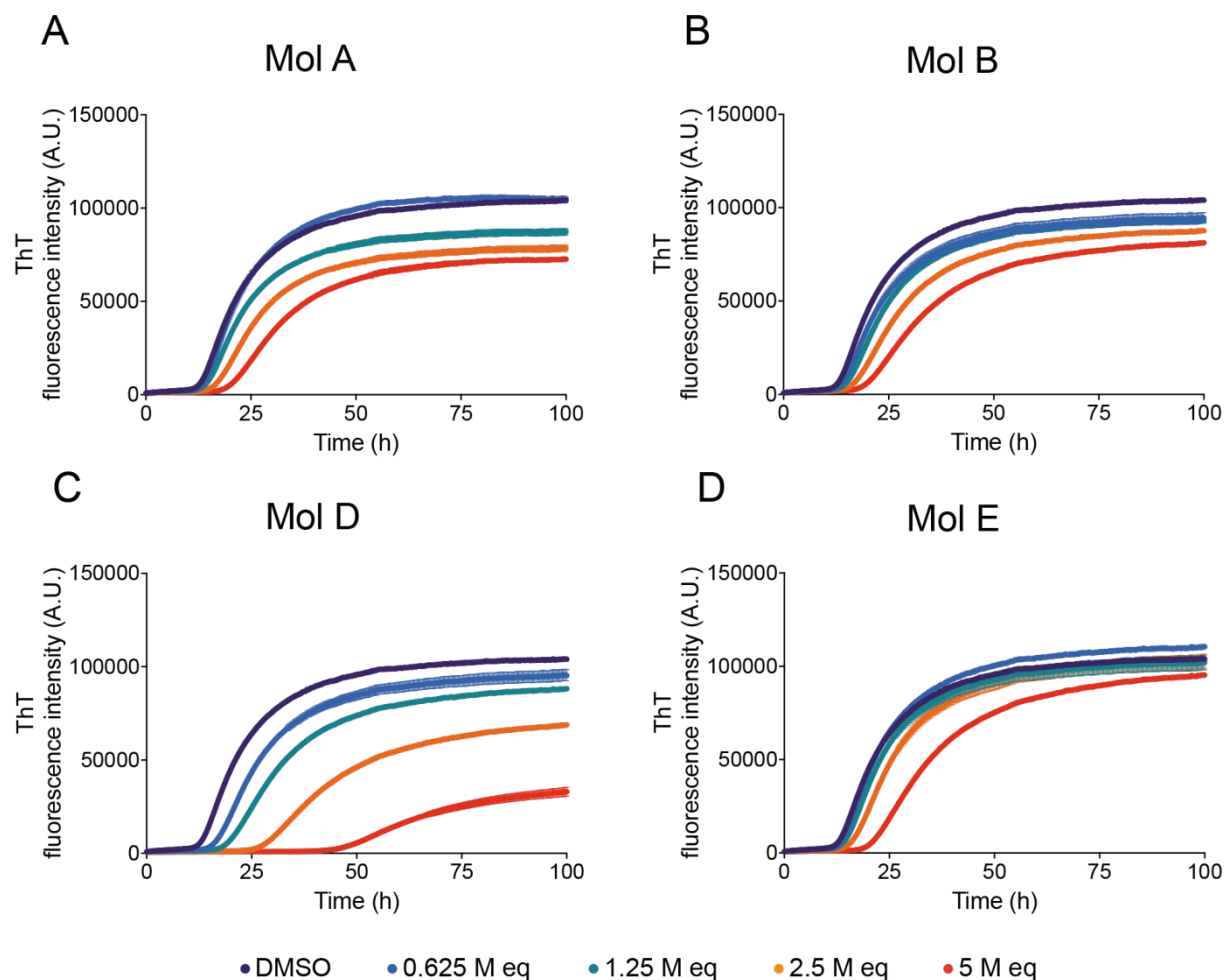 A
Mol A
ThT
fluorescence intensity (A.U.)
150000
100000
50000
0
0
25
50
75
100
Time (h)
B
Mol B
ThT
fluorescence intensity (A.U.)
150000
100000
50000
0
0
25
50
75
100
Time (h)
C
Mol D
ThT
fluorescence intensity (A.U.)
150000
100000
50000
0
0
25
50
75
100
Time (h)
D
Mol E
ThT
fluorescence intensity (A.U.)
150000
100000
50000
0
0
25
50
75
100
Time (h)
DMSO
0.625 M eq
1.25 M eq
2.5 M eq
5 M eq